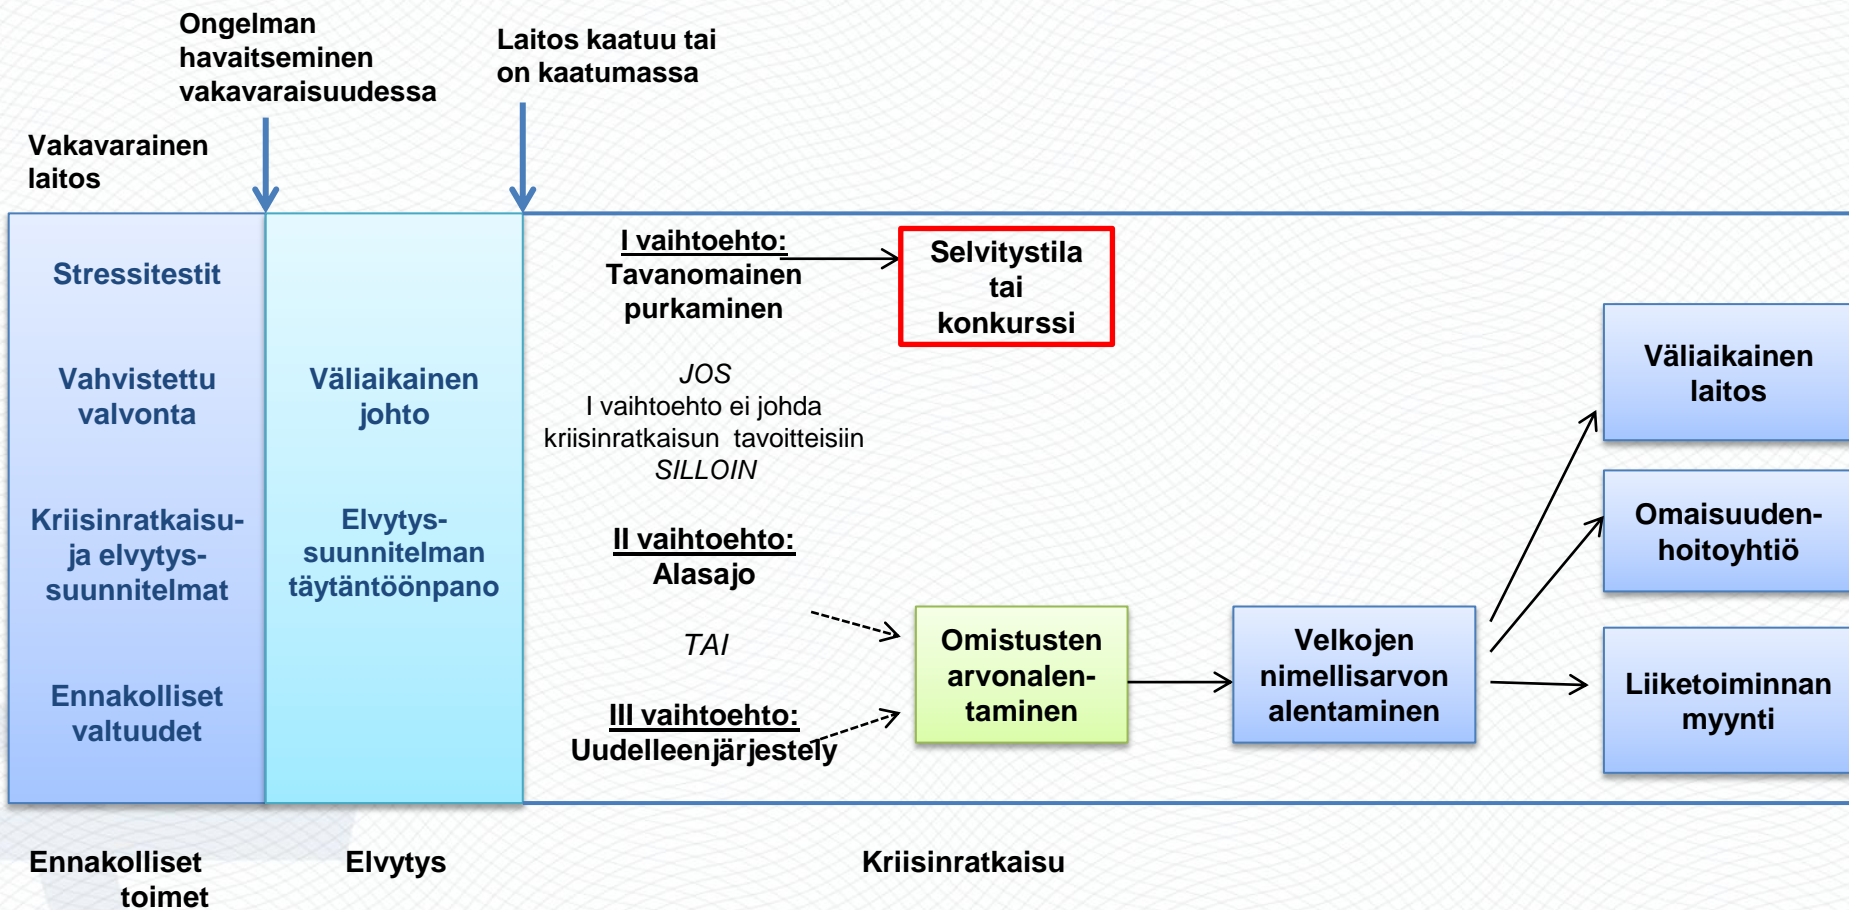 Ongelman
havaitseminen
vakavaraisuudessa
Laitos kaatuu tai
on kaatumassa
Vakavarainen
laitos
Stressitestit
Vahvistettu
valvonta
Kriisinratkaisu-
ja elvytys-
suunnitelmat
Ennakolliset
valtuudet
Väliaikainen
johto
Elvytys-
suunnitelman
täytäntöönpano
I vaihtoehto:
Tavanomainen
purkaminen
Selvitystila
tai
konkurssi
JOS
I vaihtoehto ei johda
kriisinratkaisun tavoitteisiin
SILLOIN
II vaihtoehto:
Alasajo
TAI
III vaihtoehto:
Uudelleenjärjestely
Omistusten
arvonalen-
taminen
Velkojen
nimellisarvon
alentaminen
Väliaikainen
laitos
Omaisuuden-
hoitoyhtiö
Liiketoiminnan
myynti
Ennakolliset
toimet
Elvytys
Kriisinratkaisu